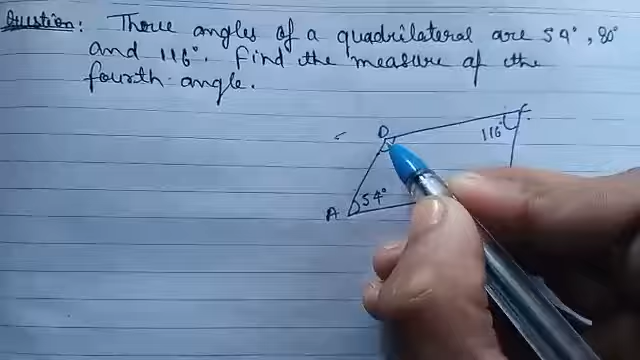 Question: Three angles of a quadrilateral are 54°, 80°
and 116°. Find the measure of the
fourth angle.
D
116°
A 54°